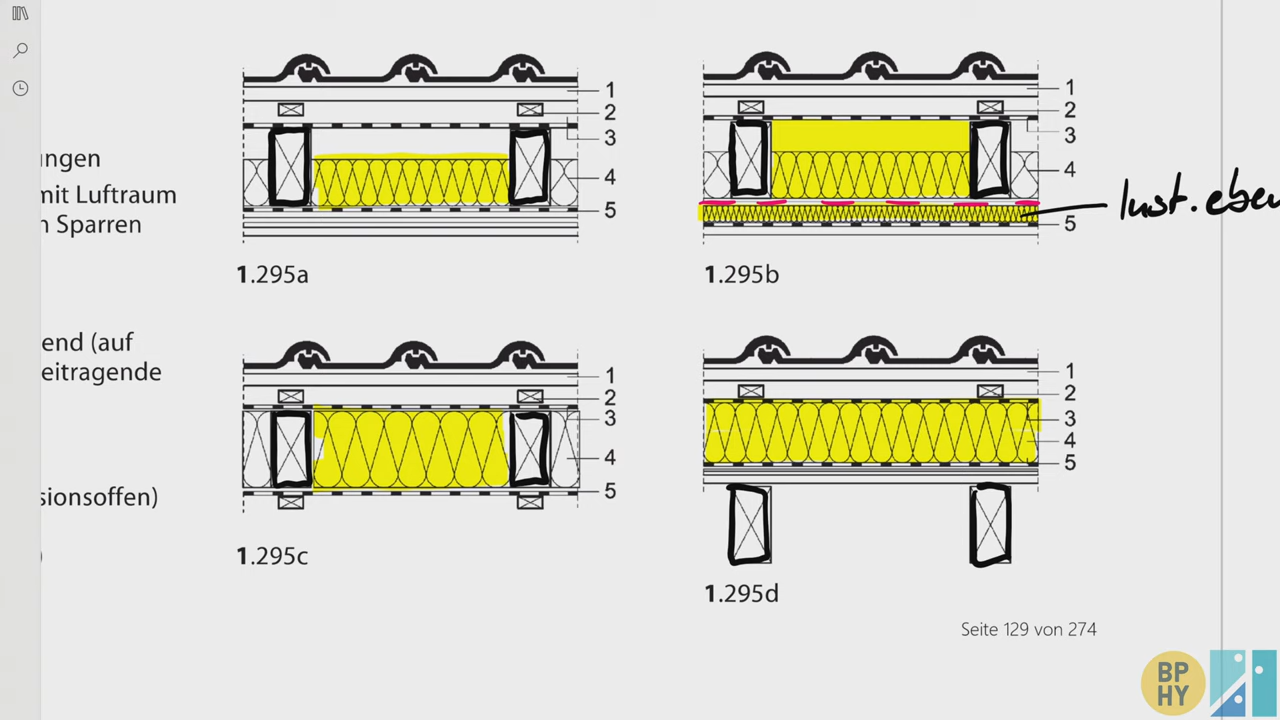 ungen
mit Luftraum
n Sparren
1
2
3
4
5
1.295a
1
2
3
4
5
1.295b
end (auf
eitragende
sionsoffen)
1
2
3
4
5
1.295c
1
2
3
4
5
1.295d
Seite 129 von 274
BP
HY